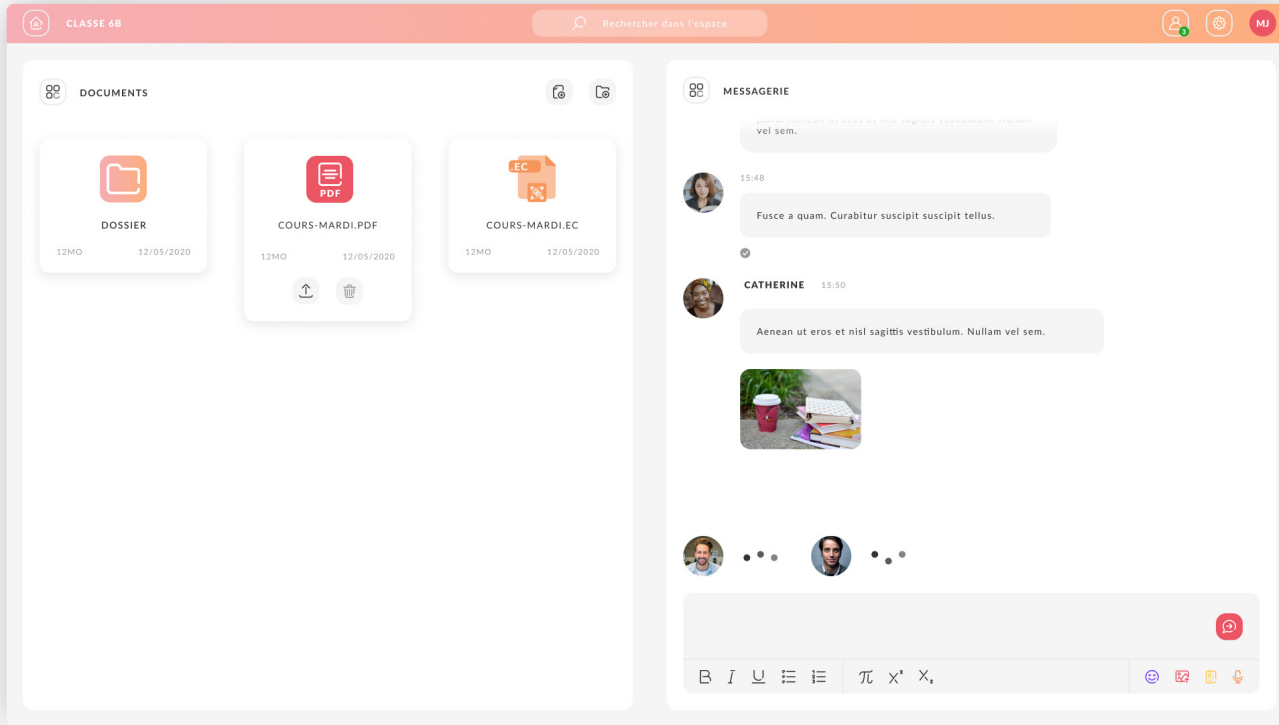 CLASSE 6B
Rechercher dans l'espace
3
MJ
DOCUMENTS
DOSSIER
12MO 12/05/2020
PDF
COURS-MARDI.PDF
12MO 12/05/2020
EC
COURS-MARDI.EC
12MO 12/05/2020
MESSAGERIE
vel sem.
15:48
Fusce a quam. Curabitur suscipit suscipit tellus.
CATHERINE 15:50
Aenean ut eros et nisl sagittis vestibulum. Nullam vel sem.